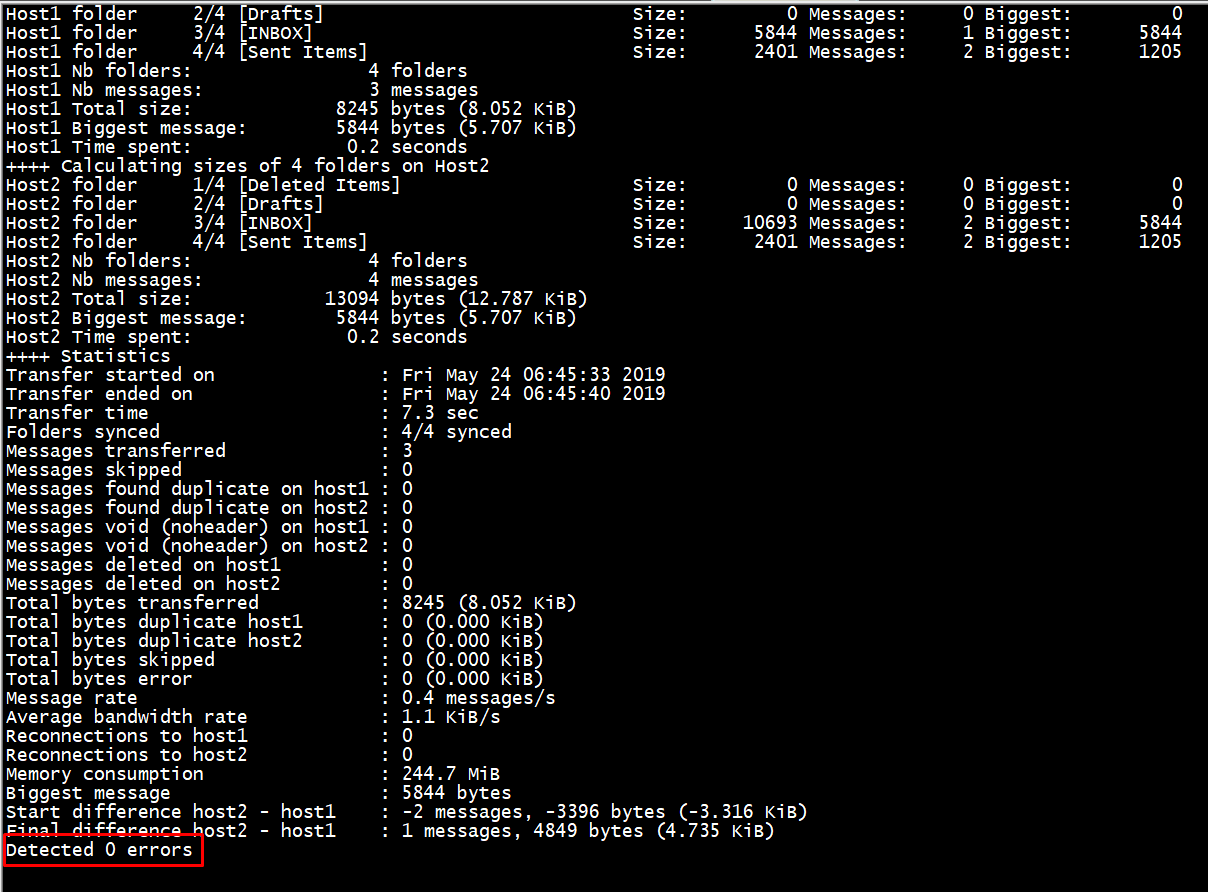 Host1 folder     2/4 [Drafts]                            Size:         0 Messages:     0 Biggest:         0
Host1 folder     3/4 [INBOX]                             Size:      5844 Messages:     1 Biggest:      5844
Host1 folder     4/4 [Sent Items]                        Size:      2401 Messages:     2 Biggest:      1205
Host1 Nb folders:                4 folders
Host1 Nb messages:               3 messages
Host1 Total size:             8245 bytes (8.052 KiB)
Host1 Biggest message:        5844 bytes (5.707 KiB)
Host1 Time spent:              0.2 seconds
++++ Calculating sizes of 4 folders on Host2
Host2 folder     1/4 [Deleted Items]                     Size:         0 Messages:     0 Biggest:         0
Host2 folder     2/4 [Drafts]                            Size:         0 Messages:     0 Biggest:         0
Host2 folder     3/4 [INBOX]                             Size:     10693 Messages:     2 Biggest:      5844
Host2 folder     4/4 [Sent Items]                        Size:      2401 Messages:     2 Biggest:      1205
Host2 Nb folders:                4 folders
Host2 Nb messages:               4 messages
Host2 Total size:            13094 bytes (12.787 KiB)
Host2 Biggest message:        5844 bytes (5.707 KiB)
Host2 Time spent:              0.2 seconds
++++ Statistics
Transfer started on               : Fri May 24 06:45:33 2019
Transfer ended on                 : Fri May 24 06:45:40 2019
Transfer time                     : 7.3 sec
Folders synced                    : 4/4 synced
Messages transferred              : 3
Messages skipped                  : 0
Messages found duplicate on host1 : 0
Messages found duplicate on host2 : 0
Messages void (noheader) on host1 : 0
Messages void (noheader) on host2 : 0
Messages deleted on host1         : 0
Messages deleted on host2         : 0
Total bytes transferred           : 8245 (8.052 KiB)
Total bytes duplicate host1       : 0 (0.000 KiB)
Total bytes duplicate host2       : 0 (0.000 KiB)
Total bytes skipped               : 0 (0.000 KiB)
Total bytes error                 : 0 (0.000 KiB)
Message rate                      : 0.4 messages/s
Average bandwidth rate            : 1.1 KiB/s
Reconnections to host1            : 0
Reconnections to host2            : 0
Memory consumption                : 244.7 MiB
Biggest message                   : 5844 bytes
Start difference host2 - host1    : -2 messages, -3396 bytes (-3.316 KiB)
Final difference host2 - host1    : 1 messages, 4849 bytes (4.735 KiB)
Detected 0 errors